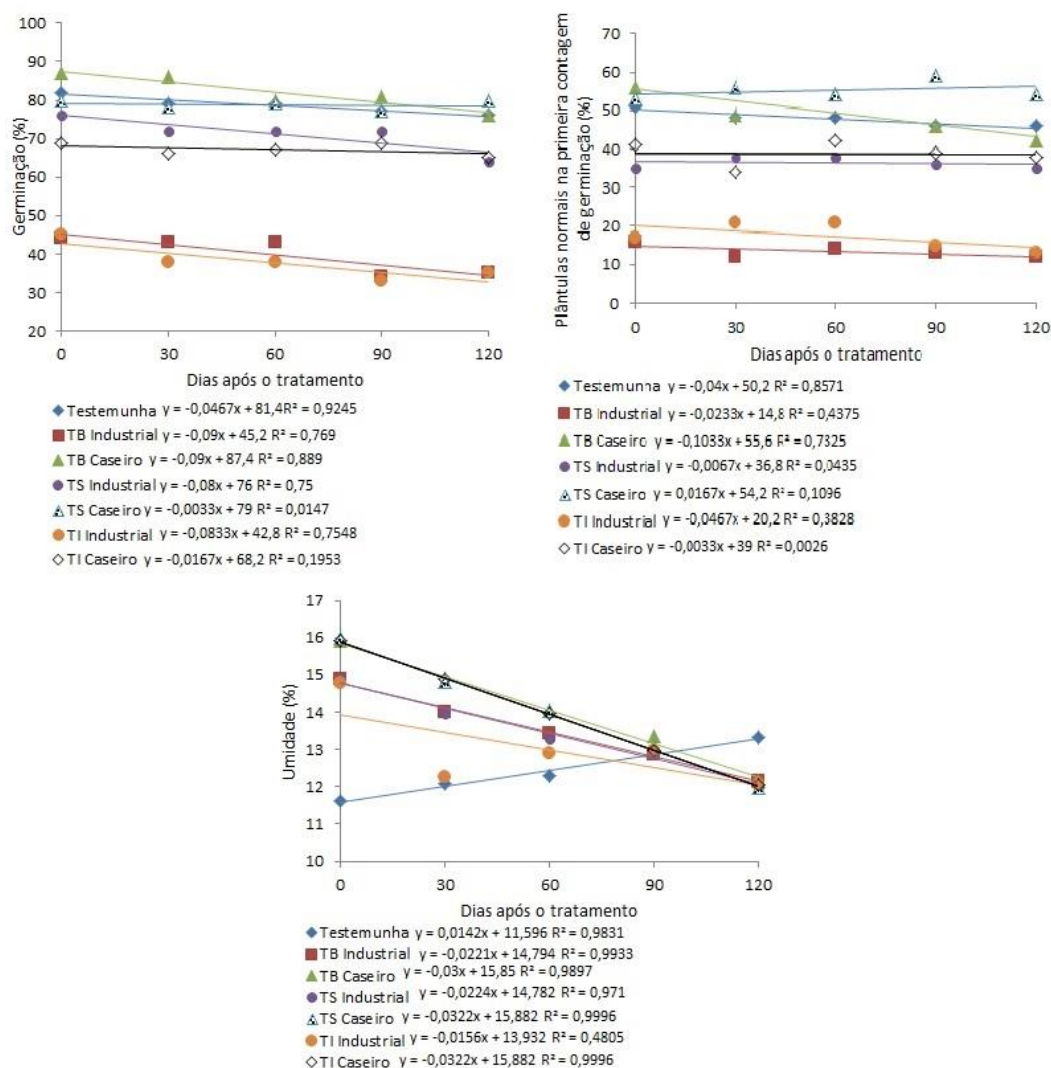 Germinação (%)
100
90
80
70
60
50
40
30
20
0 30 60 90 120
Dias após o tratamento
Testemunha y = -0,0467x + 81,4R² = 0,9245
TB Industrial y = -0,09x + 45,2 R² = 0,769
TB Caseiro y = -0,09x + 87,4 R² = 0,889
TS Industrial y = -0,08x + 76 R² = 0,75
TS Caseiro y = -0,0033x + 79 R² = 0,0147
TI Industrial y = -0,0833x + 42,8 R² = 0,7548
TI Caseiro y = -0,0167x + 68,2 R² = 0,1953
Plântulas normais na primeira contagem
de germinação (%)
70
60
50
40
30
20
10
0
0 30 60 90 120
Dias após o tratamento
Testemunha y = -0,04x + 50,2 R² = 0,8571
TB Industrial y = -0,0233x + 14,8 R² = 0,4375
TB Caseiro y = -0,1033x + 55,6 R² = 0,7325
TS Industrial y = -0,0067x + 36,8 R² = 0,0435
TS Caseiro y = 0,0167x + 54,2 R² = 0,1096
TI Industrial y = -0,0467x + 20,2 R² = 0,3828
TI Caseiro y = -0,0033x + 39 R² = 0,0026
Umidade (%)
17
16
15
14
13
12
11
10
0 30 60 90 120
Dias após o tratamento
Testemunha y = 0,0142x + 11,596 R² = 0,9831
TB Industrial y = -0,0221x + 14,794 R² = 0,9933
TB Caseiro y = -0,03x + 15,85 R² = 0,9897
TS Industrial y = -0,0224x + 14,782 R² = 0,971
TS Caseiro y = -0,0322x + 15,882 R² = 0,9996
TI Industrial y = -0,0156x + 13,932 R² = 0,4805
TI Caseiro y = -0,0322x + 15,882 R² = 0,9996